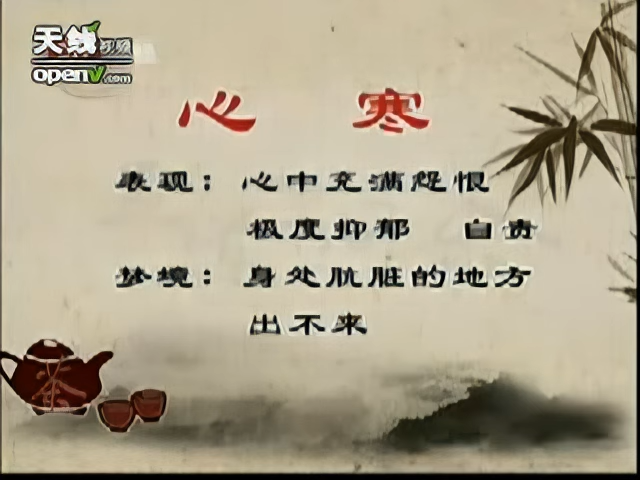 天线
openv.com
心 寒
表现：心中充满怨恨
极度抑郁 自责
梦境：身处肮脏的地方
出不来
茶